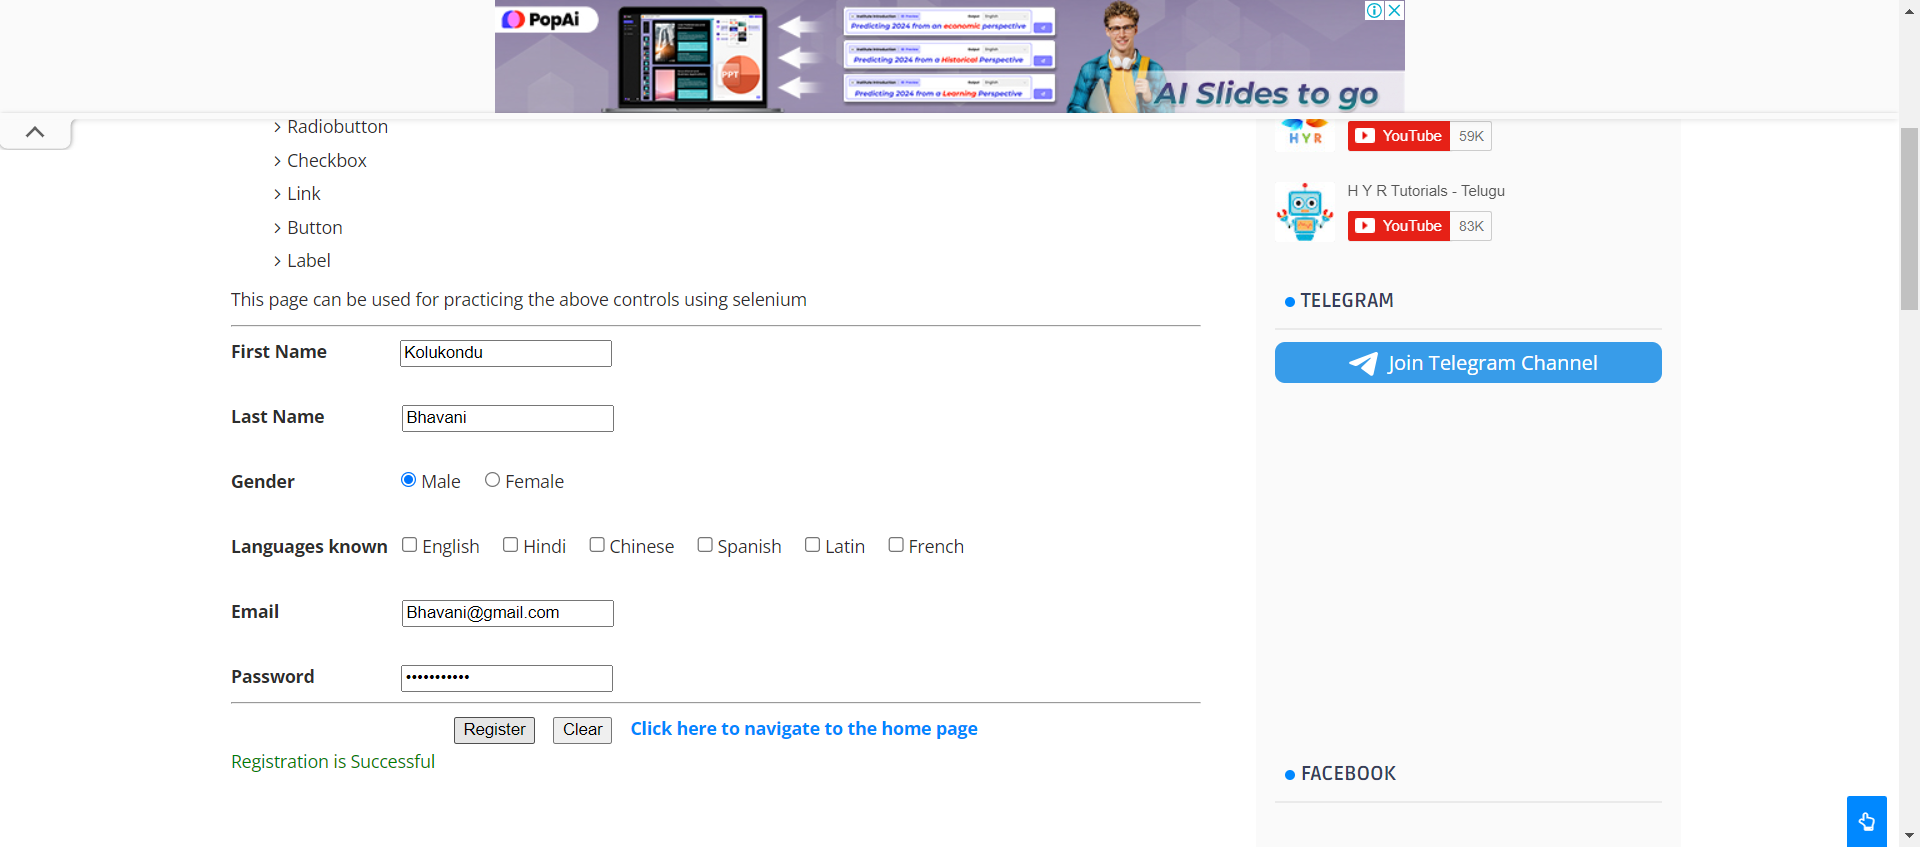 PopAi
Predicting 2024 from an economic perspective
Predicting 2024 from a Historical Perspective
Predicting 2024 from a Learning Perspective
PPT
AI Slides to go
Radiobutton
Checkbox
Link
Button
Label
This page can be used for practicing the above controls using selenium
First Name Kolukondu
Last Name Bhavani
Gender Male Female
Languages known English Hindi Chinese Spanish Latin French
Email Bhavani@gmail.com
Password •••••••••••
Register Clear Click here to navigate to the home page
Registration is Successful
HYR
YouTube 59K
H Y R Tutorials - Telugu
YouTube 83K
TELEGRAM
Join Telegram Channel
FACEBOOK